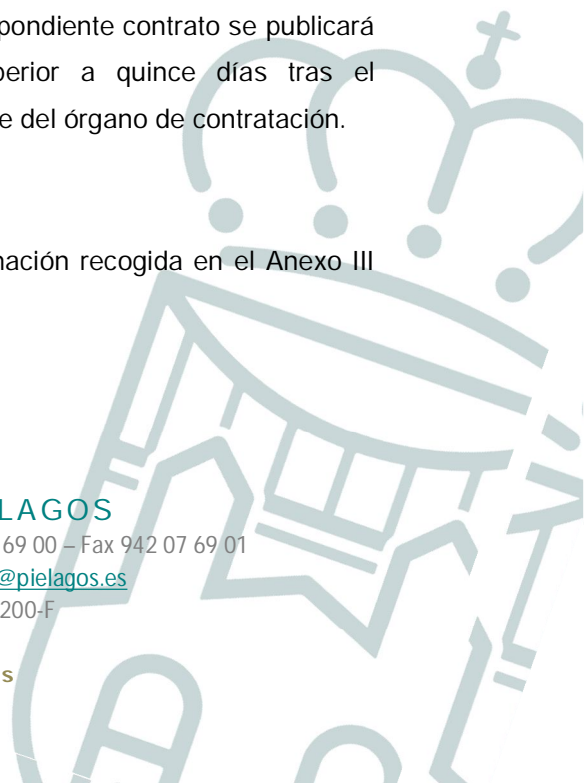 pondiente contrato se publicará
perior a quince días tras el
e del órgano de contratación.
nación recogida en el Anexo III
LAGOS
69 00 – Fax 942 07 69 01
@pielagos.es
200-F
s